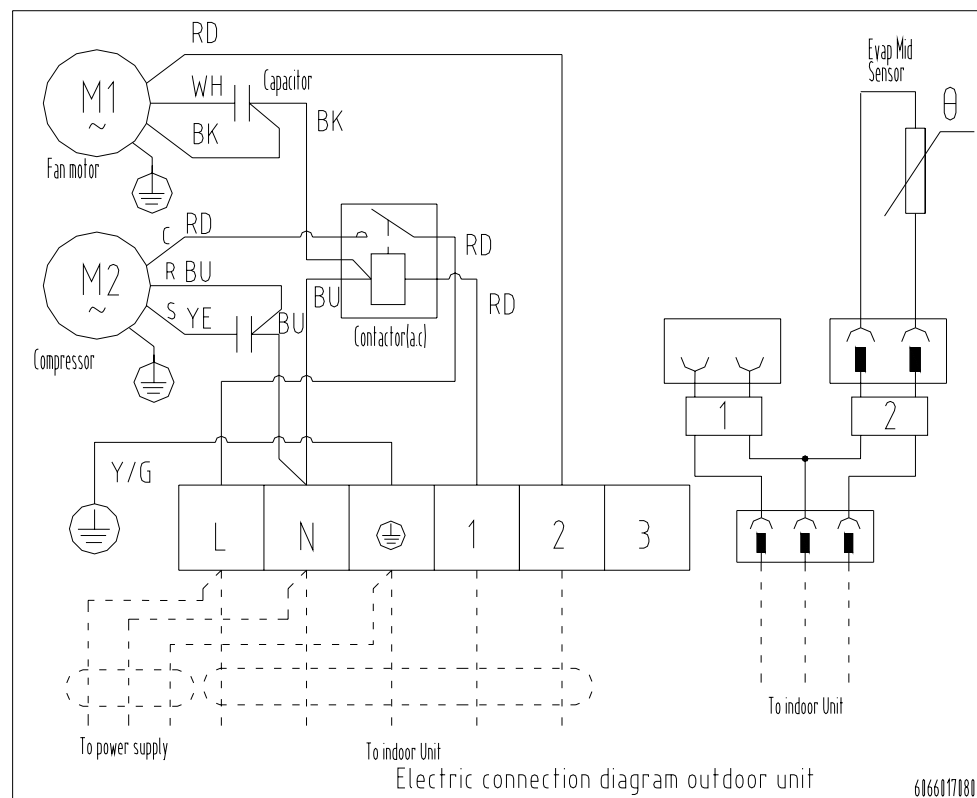 RD
Evap Mid
Sensor
θ
M1
~
WH
Capacitor
BK
BK
Fan motor
C
RD
RD
M2
~
R
BU
BU
RD
S
YE
BU
Contactor(a.c)
Compressor
1
2
Y/G
L
N
1
2
3
To power supply
To indoor Unit
To indoor Unit
Electric connection diagram outdoor unit
6066017080